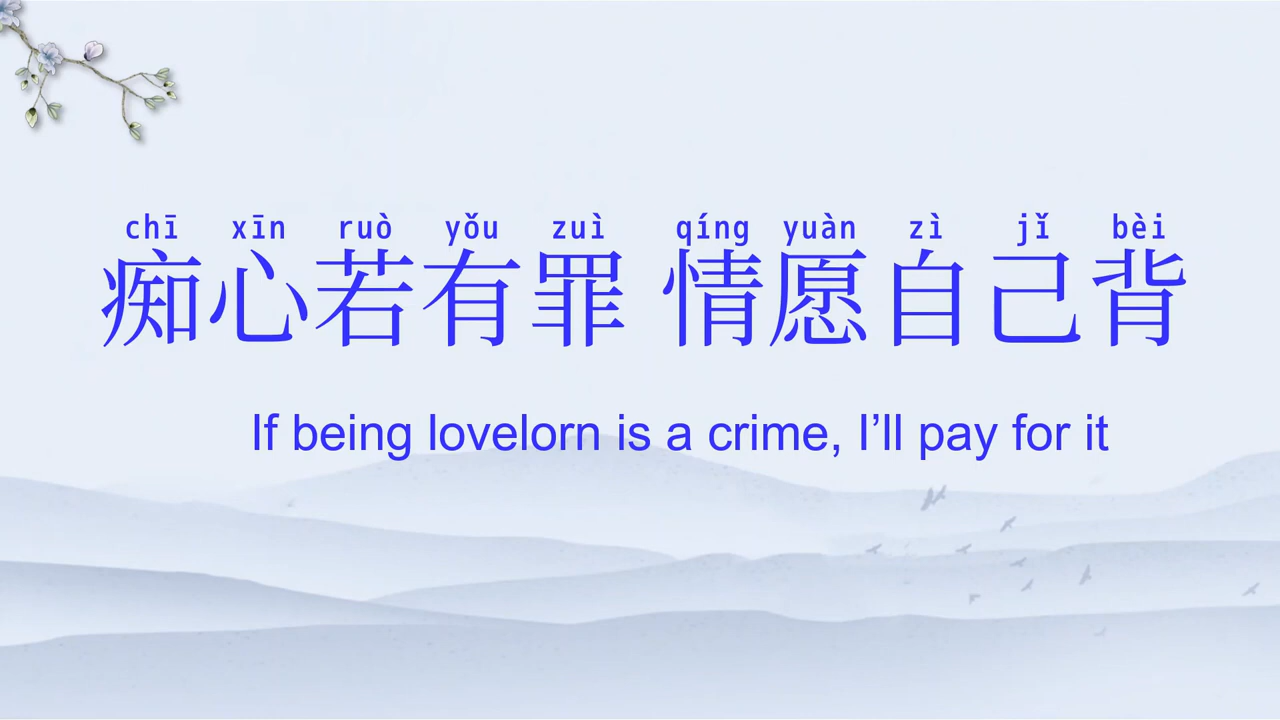 chī xīn ruò yǒu zuì qíng yuàn zì jǐ bèi
痴心若有罪 情愿自己背
If being lovelorn is a crime, I’ll pay for it